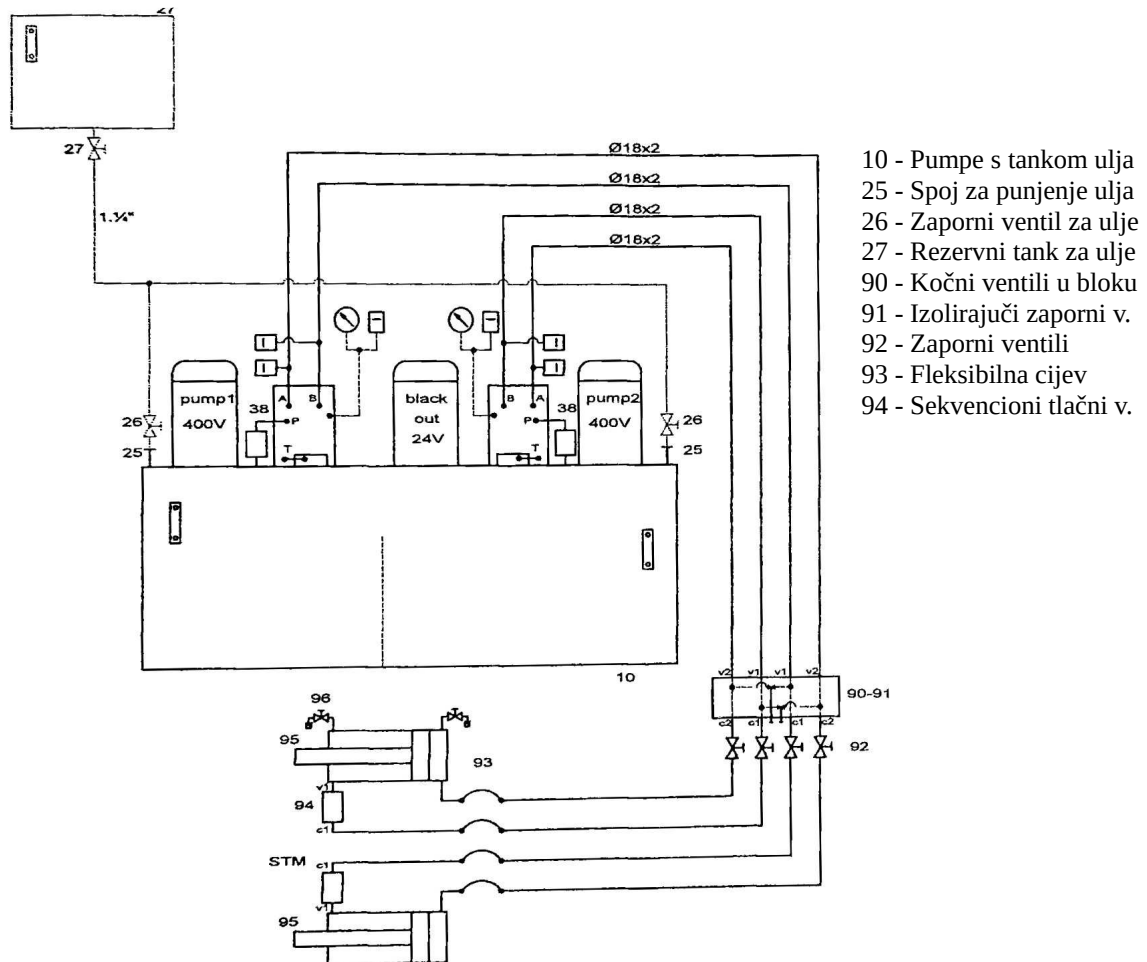 27
27
1.¼"
Ø18x2
Ø18x2
Ø18x2
Ø18x2
10 - Pumpe s tankom ulja
25 - Spoj za punjenje ulja
26 - Zaporni ventil za ulje
27 - Rezervni tank za ulje
90 - Kočni ventili u bloku
91 - Izolirajuči zaporni v.
92 - Zaporni ventili
93 - Fleksibilna cijev
94 - Sekvencioni tlačni v.
pump1
400V
38
A B
P
T
black
out
24V
B A
P
T
38
pump2
400V
26
25
26
25
10
v2 v1 v1 v2
90-91
c2 c1 c1 c2
92
96
95
93
v1
94
c1
STM c1
v1
95